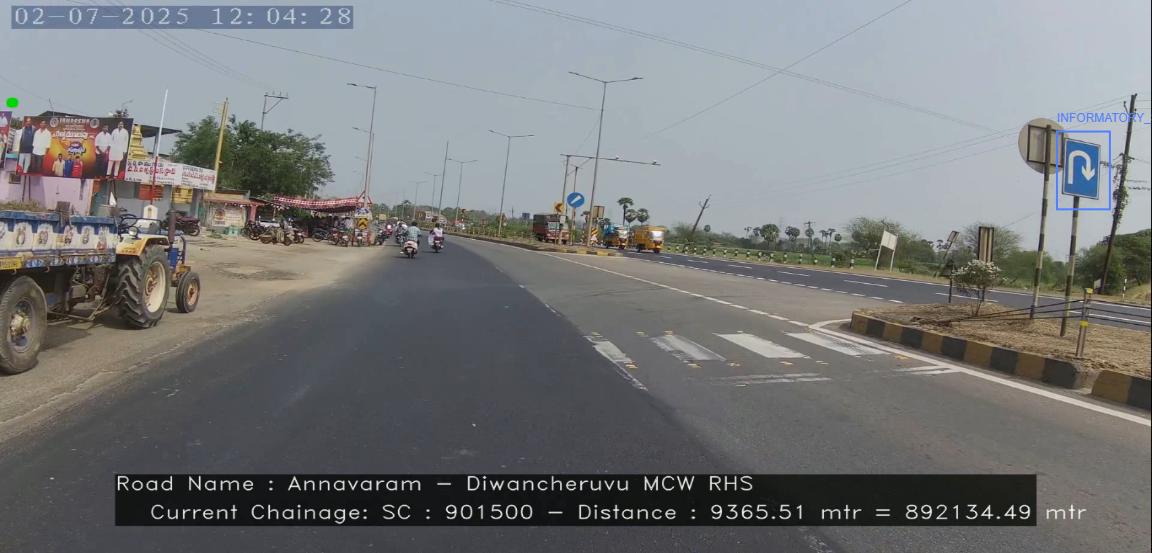 02-07-2025 12:04:28
JANASENA
INFORMATORY_
Road Name : Annavaram – Diwancheruvu MCW RHS
Current Chainage: SC : 901500 – Distance : 9365.51 mtr = 892134.49 mtr